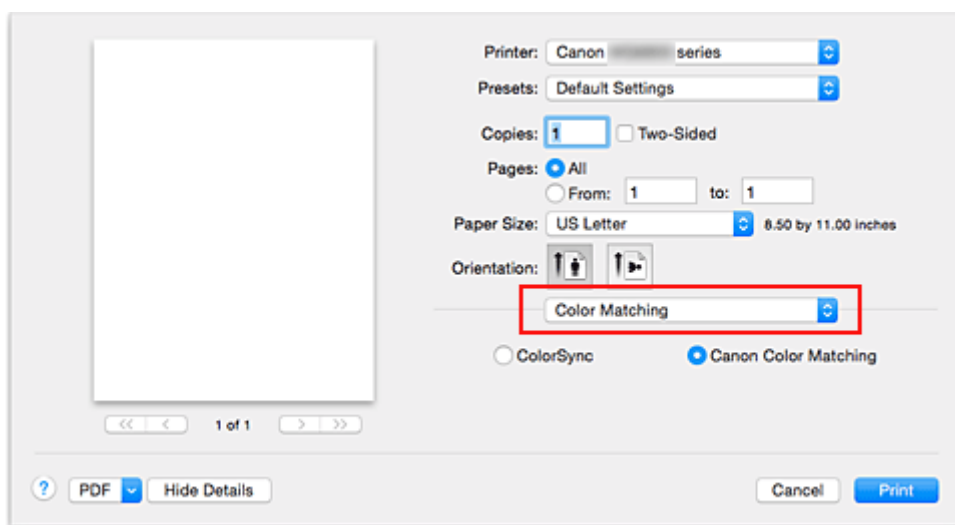 Printer: Canon series
Presets: Default Settings
Copies: 1 Two-Sided
Pages: All
From: 1 to: 1
Paper Size: US Letter 8.50 by 11.00 inches
Orientation:
Color Matching
ColorSync Canon Color Matching
<< < 1 of 1 > >>
? PDF Hide Details Cancel Print